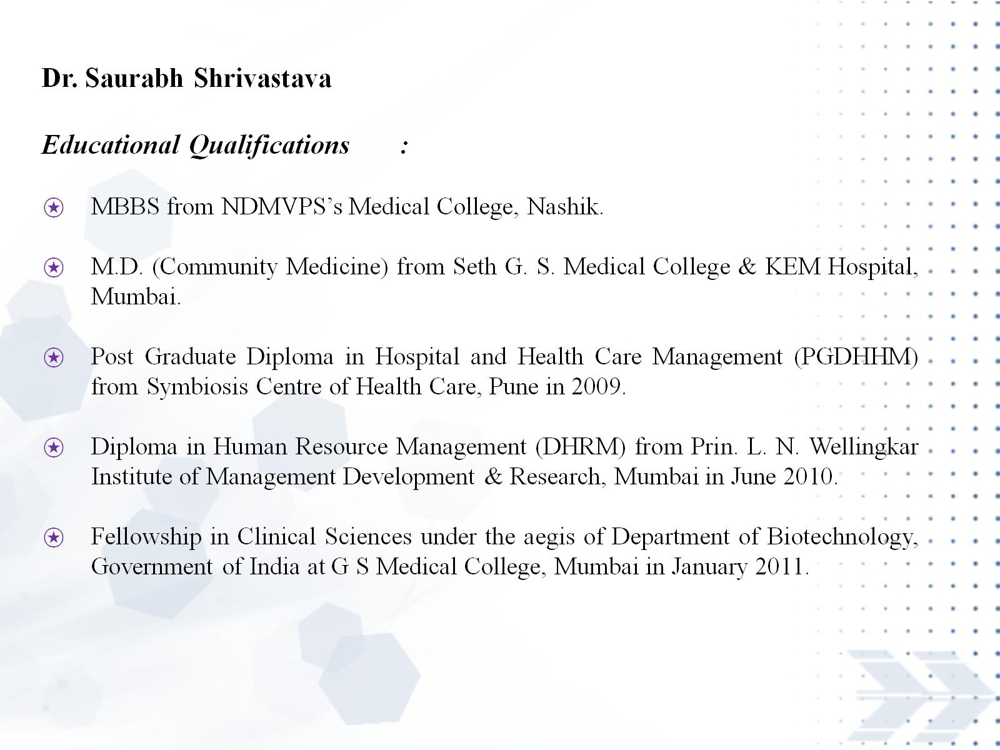 Dr. Saurabh Shrivastava
Educational Qualifications :
MBBS from NDMVPS’s Medical College, Nashik.
M.D. (Community Medicine) from Seth G. S. Medical College & KEM Hospital,
Mumbai.
Post Graduate Diploma in Hospital and Health Care Management (PGDHHM)
from Symbiosis Centre of Health Care, Pune in 2009.
Diploma in Human Resource Management (DHRM) from Prin. L. N. Wellingkar
Institute of Management Development & Research, Mumbai in June 2010.
Fellowship in Clinical Sciences under the aegis of Department of Biotechnology,
Government of India at G S Medical College, Mumbai in January 2011.